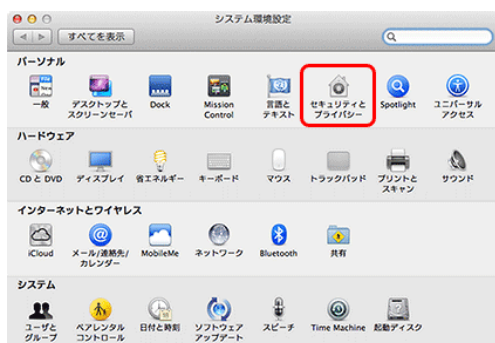 システム環境設定
すべてを表示
パーソナル
一般
デスクトップと
スクリーンセーバ
Dock
Mission
Control
言語と
テキスト
セキュリティと
プライバシー
Spotlight
ユニバーサル
アクセス
ハードウェア
CD と DVD
ディスプレイ
省エネルギー
キーボード
マウス
トラックパッド
プリントと
スキャン
サウンド
インターネットとワイヤレス
iCloud
メール/連絡先/
カレンダー
MobileMe
ネットワーク
Bluetooth
共有
システム
ユーザと
グループ
ペアレンタル
コントロール
日付と時刻
ソフトウェア
アップデート
スピーチ
Time Machine
起動ディスク